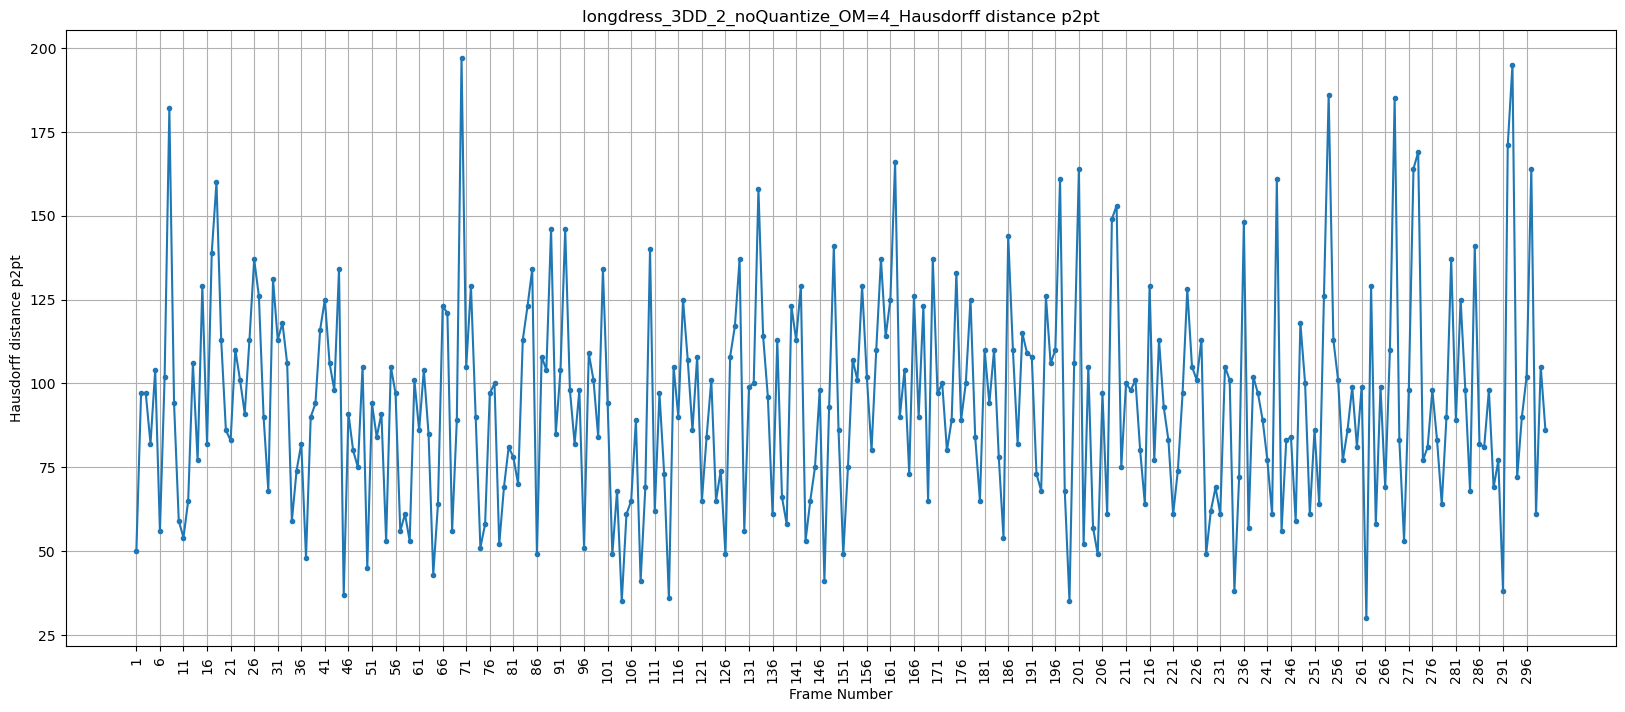 longdress_3DD_2_noQuantize_OM=4_Hausdorff distance p2pt
200
175
150
125
100
75
50
25
Hausdorff distance p2pt
1 6 11 16 21 26 31 36 41 46 51 56 61 66 71 76 81 86 91 96 101 106 111 116 121 126 131 136 141 146 151 156 161 166 171 176 181 186 191 196 201 206 211 216 221 226 231 236 241 246 251 256 261 266 271 276 281 286 291 296
Frame Number